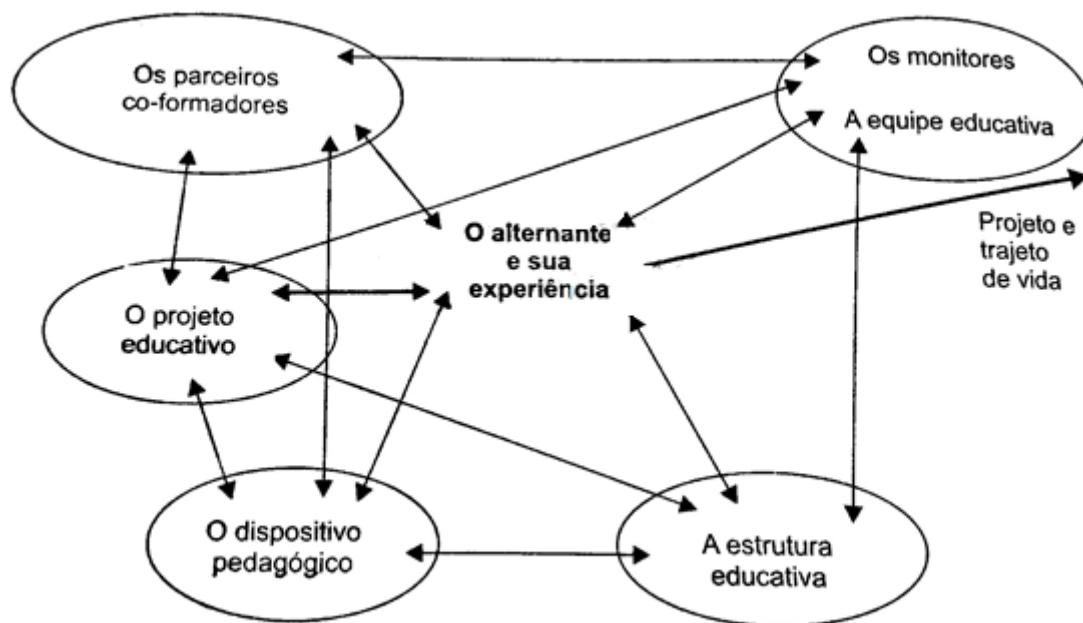 Os parceiros
co-formadores
Os monitores
A equipe educativa
O alternante
e sua
experiência
Projeto e
trajeto
de vida
O projeto
educativo
O dispositivo
pedagógico
A estrutura
educativa